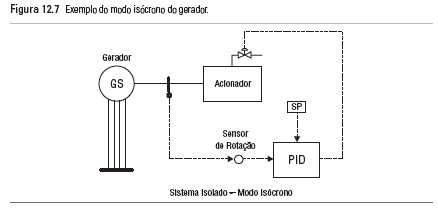 Figura 12.7 Exemplo do modo isócrono do gerador.
Gerador
GS
Acionador
SP
Sensor
de Rotação
PID
Sistema Isolado – Modo Isócrono